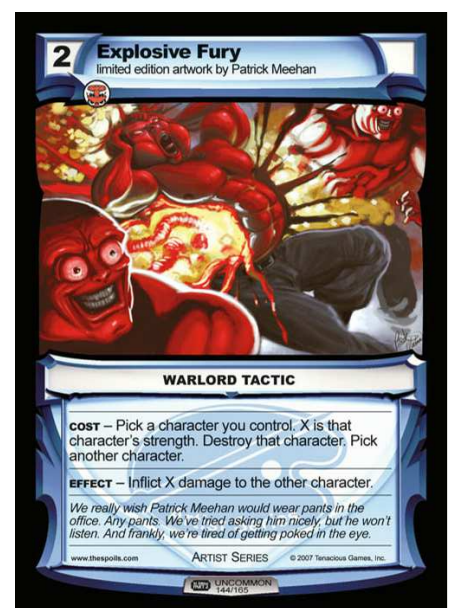 2
Explosive Fury
limited edition artwork by Patrick Meehan
WARLORD TACTIC
COST – Pick a character you control. X is that
character's strength. Destroy that character. Pick
another character.
EFFECT – Inflict X damage to the other character.
We really wish Patrick Meehan would wear pants in the
office. Any pants. We've tried asking him nicely, but he won't
listen. And frankly, we're tired of getting poked in the eye.
www.thespoils.com ARTIST SERIES © 2007 Tenacious Games, Inc.
UNCOMMON
144/165